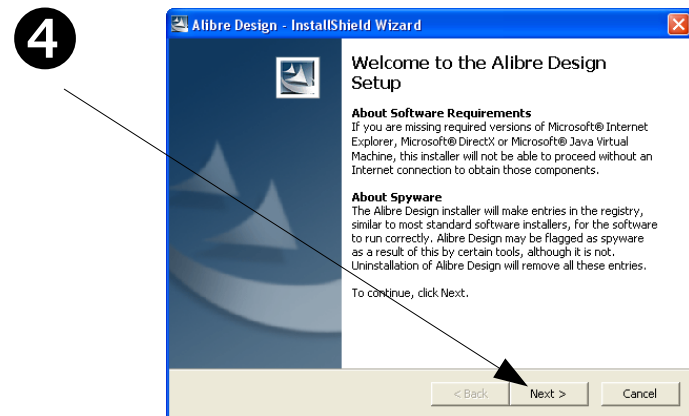 4
Alibre Design - InstallShield Wizard
Welcome to the Alibre Design
Setup
About Software Requirements
If you are missing required versions of Microsoft® Internet
Explorer, Microsoft® DirectX or Microsoft® Java Virtual
Machine, this installer will not be able to proceed without an
Internet connection to obtain those components.
About Spyware
The Alibre Design installer will make entries in the registry,
similar to most standard software installers, for the software
to run correctly. Alibre Design may be flagged as spyware
as a result of this by certain tools, although it is not.
Uninstallation of Alibre Design will remove all these entries.
To continue, click Next.
< Back Next > Cancel